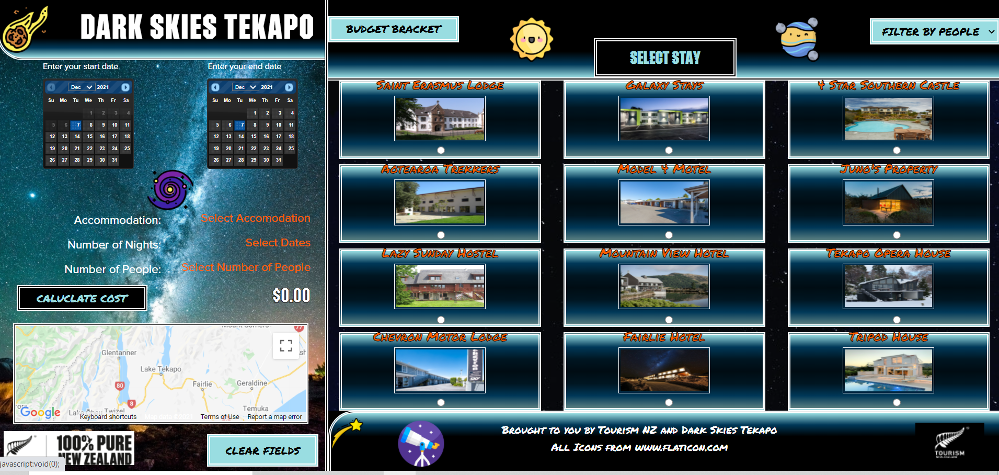 DARK SKIES TEKAPO
Enter your start date
Enter your end date
Dec 2021
Su Mo Tu We Th Fr Sa
1 2 3 4
5 6 7 8 9 10 11
12 13 14 15 16 17 18
19 20 21 22 23 24 25
26 27 28 29 30 31
Dec 2021
Su Mo Tu We Th Fr Sa
1 2 3 4
5 6 7 8 9 10 11
12 13 14 15 16 17 18
19 20 21 22 23 24 25
26 27 28 29 30 31
Accommodation: Select Accomodation
Number of Nights: Select Dates
Number of People: Select Number of People
CALUCLATE COST $0.00
Mount Somers
77
Glentanner
Lake Tekapo
Fairlie
Geraldine
80
8
Temuka
Lake Ōhau Twizel
Google
Keyboard shortcuts Map data ©2021 Terms of Use Report a map error
100% PURE
NEW ZEALAND
CLEAR FIELDS
javascript:void(0);
BUDGET BRACKET
SELECT STAY
FILTER BY PEOPLE
Saint Erasmus Lodge
Galaxy Stays
4 Star Southern Castle
Aotearoa Trekkers
Model 4 Motel
Juno's Property
Lazy Sunday Hostel
Mountain View Hotel
Tekapo Opera House
Chevron Motor Lodge
Fairlie Hotel
Tripod House
Brought to you by Tourism NZ and Dark Skies Tekapo
All Icons from www.flaticon.com
TOURISM